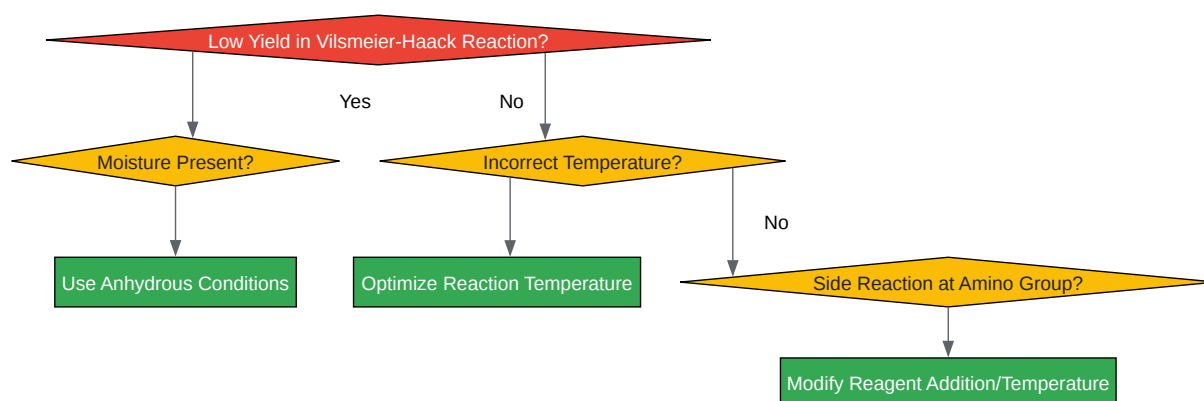 Low Yield in Vilsmeier-Haack Reaction?
Yes
No
Moisture Present?
Incorrect Temperature?
No
Use Anhydrous Conditions
Optimize Reaction Temperature
Side Reaction at Amino Group?
Modify Reagent Addition/Temperature